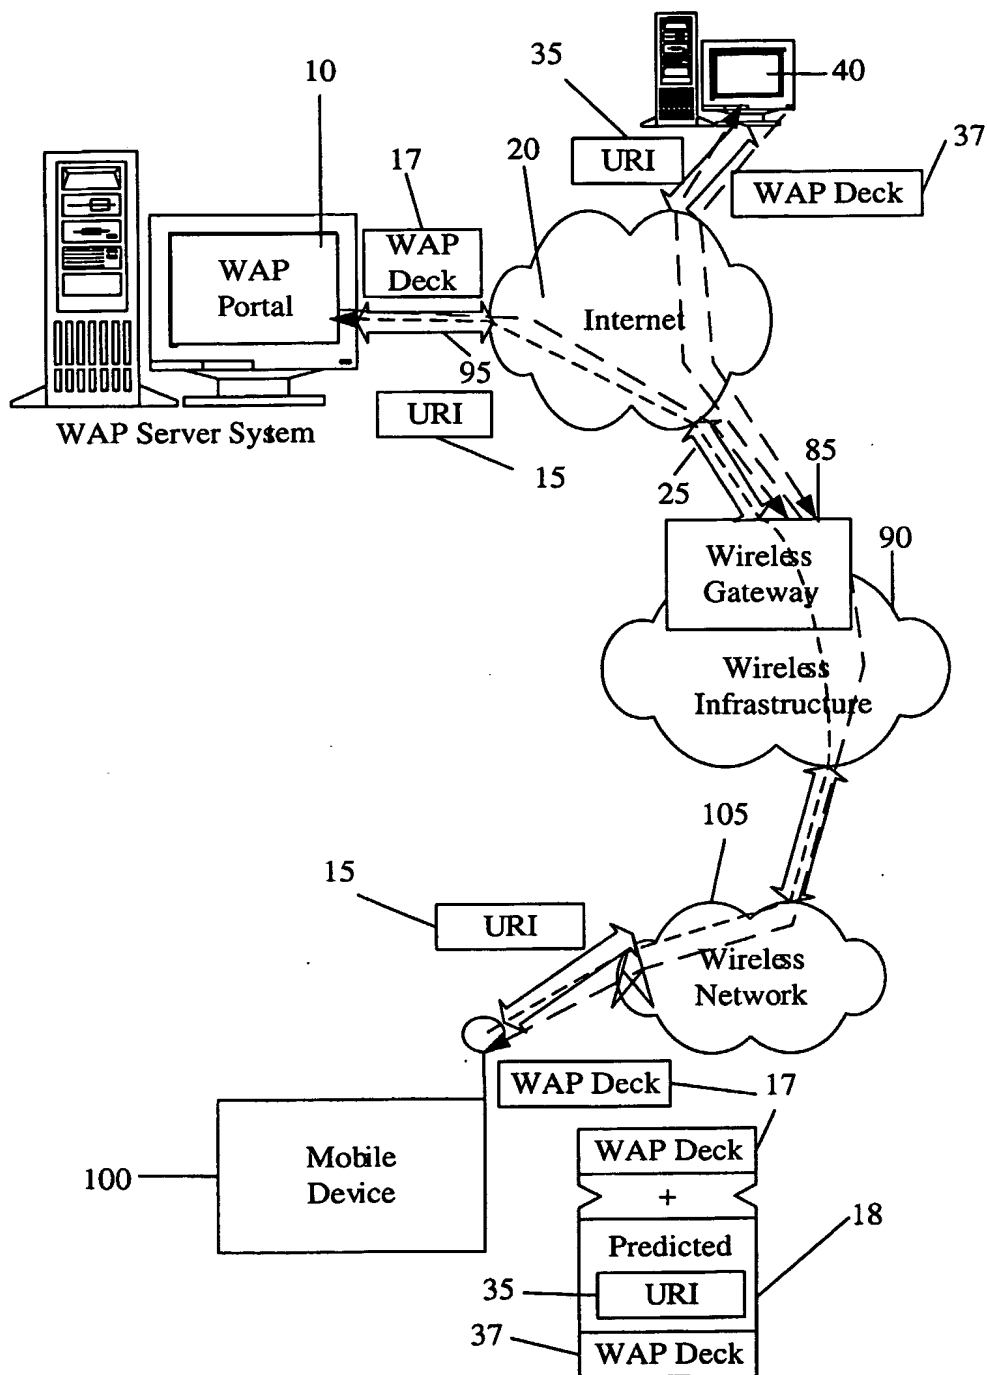 35
40
10
URI
37
17
20
WAP Deck
WAP
Deck
WAP
Portal
Internet
95
URI
WAP Server System
15
25
85
Wireless
Gateway
90
Wireless
Infrastructure
105
15
URI
Wireless
Network
WAP Deck
17
WAP Deck
100
Mobile
Device
+
18
Predicted
35
URI
37
WAP Deck